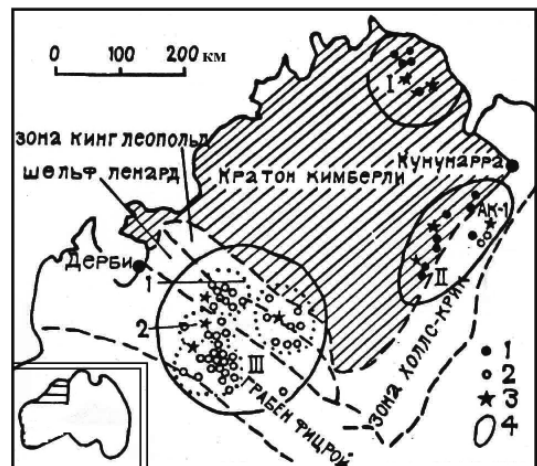 0 100 200 км
I
зона кинг леопольд
шельф ленард
Кратон Кимберли
Кунунарра
АК-1
Дерби
II
1
2
III
зона Холлс-Крик
Грабен Фицрой
1
2
3
4